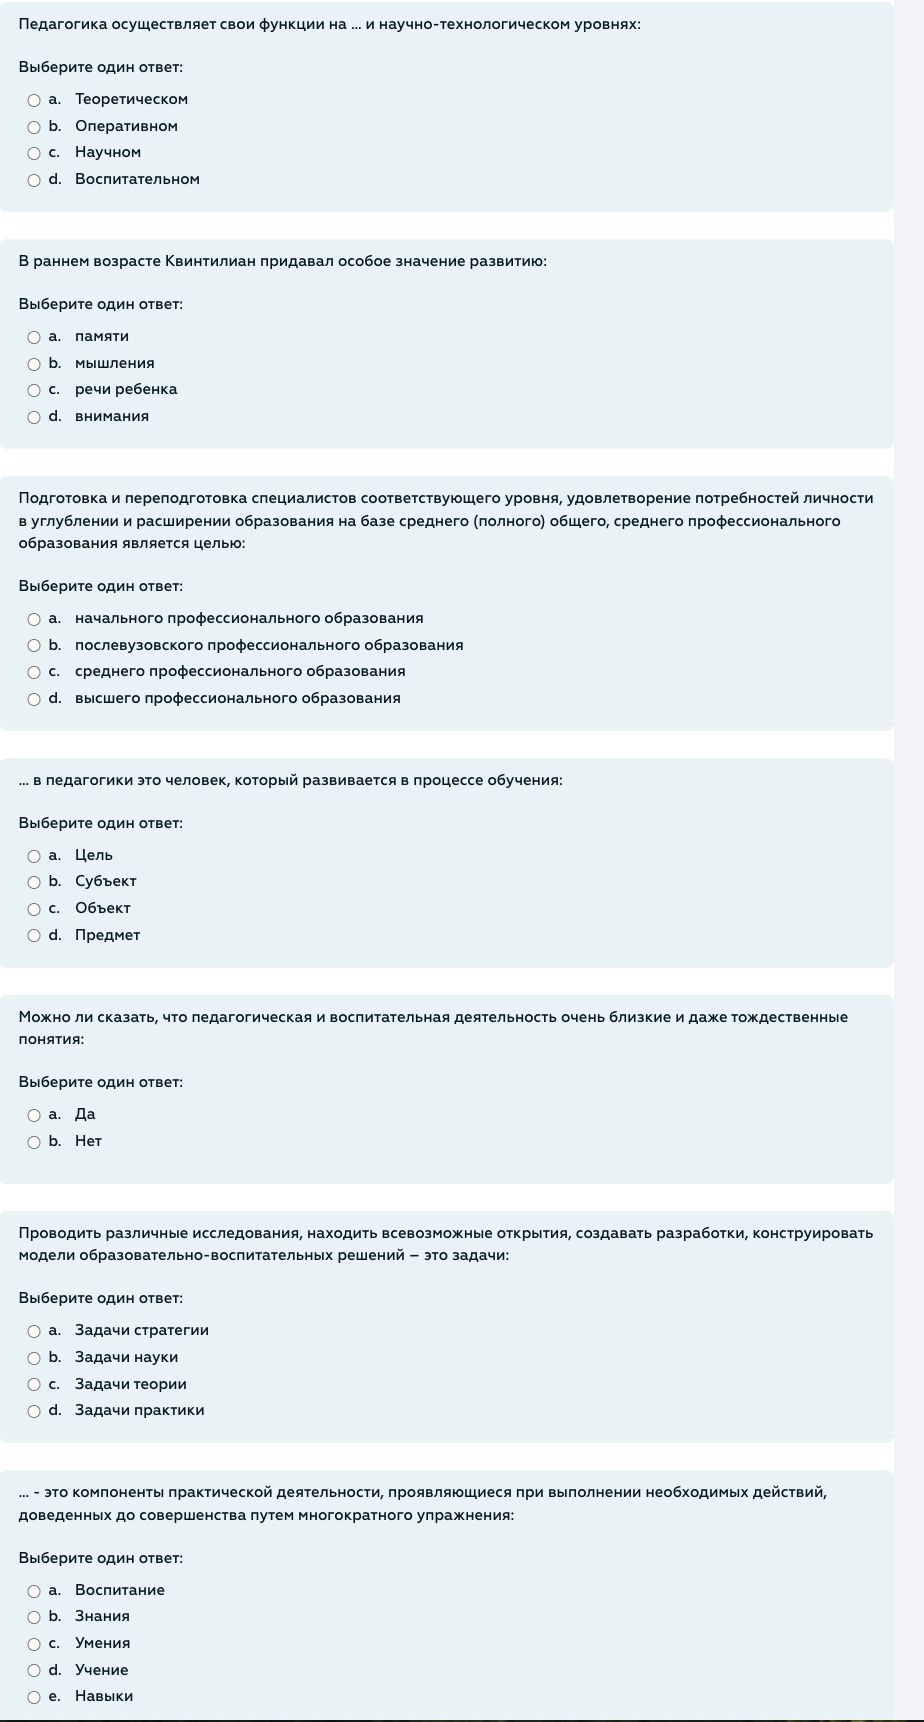 Педагогика осуществляет свои функции на ... и научно-технологическом уровнях:
Выберите один ответ:
a. Теоретическом
b. Оперативном
c. Научном
d. Воспитательном
В раннем возрасте Квинтилиан придавал особое значение развитию:
Выберите один ответ:
a. памяти
b. мышления
c. речи ребенка
d. внимания
Подготовка и переподготовка специалистов соответствующего уровня, удовлетворение потребностей личности
в углублении и расширении образования на базе среднего (полного) общего, среднего профессионального
образования является целью:
Выберите один ответ:
a. начального профессионального образования
b. послевузовского профессионального образования
c. среднего профессионального образования
d. высшего профессионального образования
... в педагогики это человек, который развивается в процессе обучения:
Выберите один ответ:
a. Цель
b. Субъект
c. Объект
d. Предмет
Можно ли сказать, что педагогическая и воспитательная деятельность очень близкие и даже тождественные
понятия:
Выберите один ответ:
a. Да
b. Нет
Проводить различные исследования, находить всевозможные открытия, создавать разработки, конструировать
модели образовательно-воспитательных решений – это задачи:
Выберите один ответ:
a. Задачи стратегии
b. Задачи науки
c. Задачи теории
d. Задачи практики
... - это компоненты практической деятельности, проявляющиеся при выполнении необходимых действий,
доведенных до совершенства путем многократного упражнения:
Выберите один ответ:
a. Воспитание
b. Знания
c. Умения
d. Учение
e. Навыки